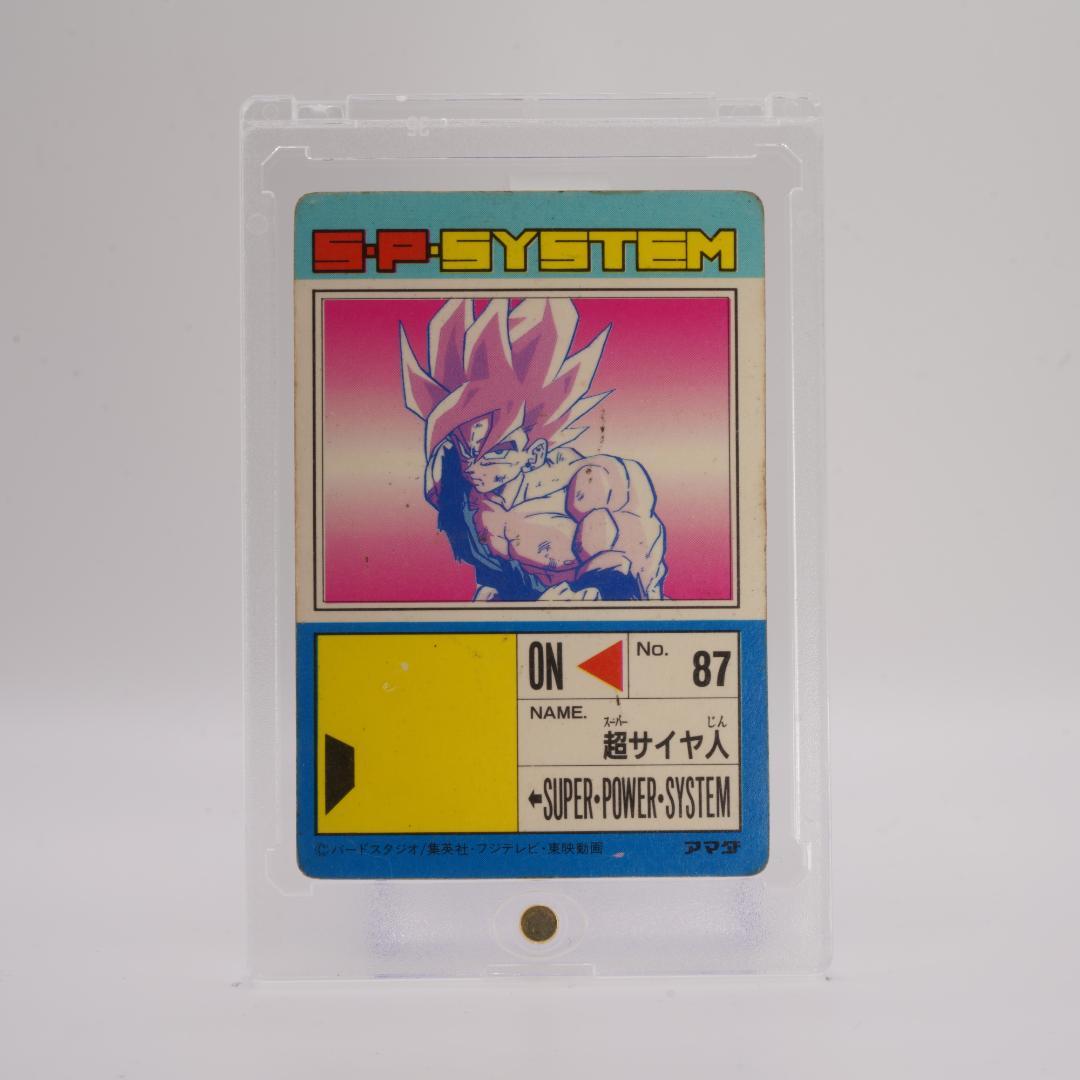 S・P・SYSTEM
ON
No. 87
NAME.
スーパー じん
超サイヤ人
←SUPER・POWER・SYSTEM
©バードスタジオ/集英社・フジテレビ・東映動画
アマダ